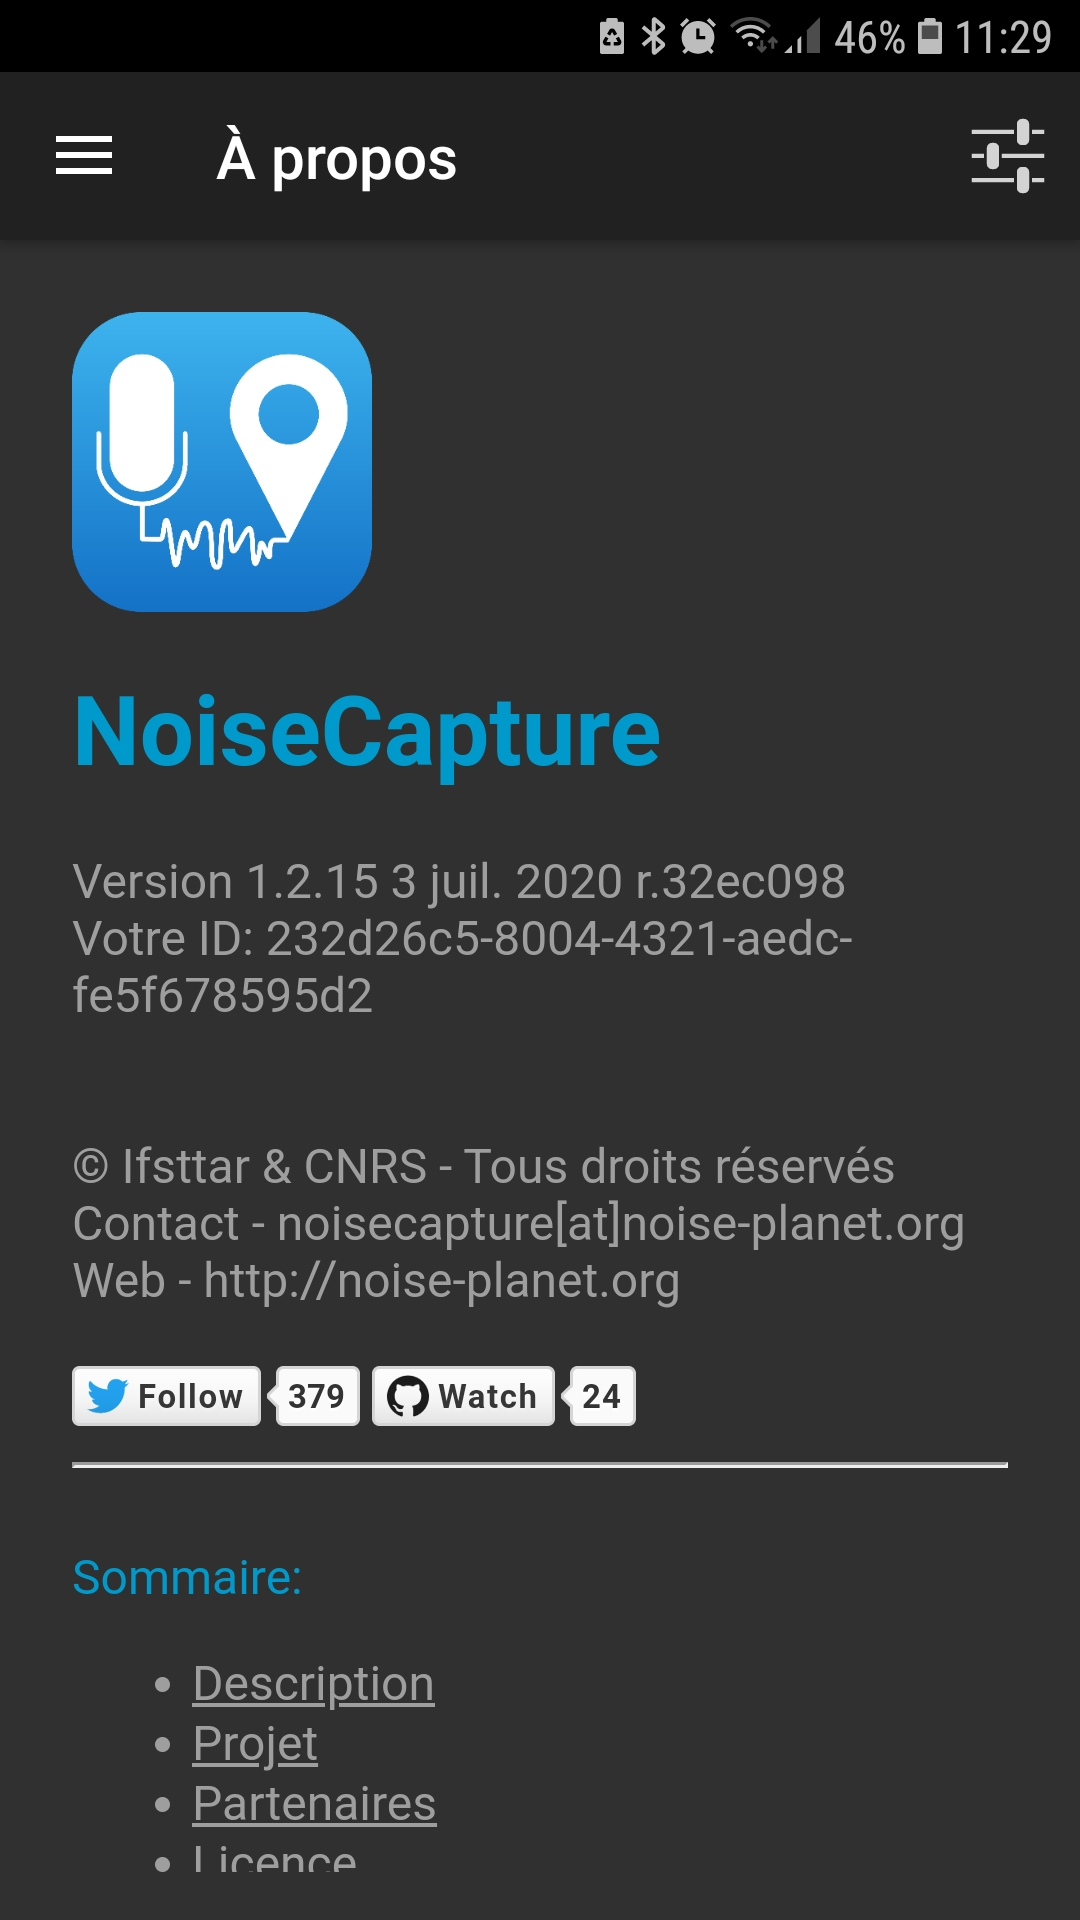 46% 11:29
À propos
NoiseCapture
Version 1.2.15 3 juil. 2020 r.32ec098
Votre ID: 232d26c5-8004-4321-aedc-
fe5f678595d2
© Ifsttar & CNRS - Tous droits réservés
Contact - noisecapture[at]noise-planet.org
Web - http://noise-planet.org
Follow 379 Watch 24
Sommaire:
• Description
• Projet
• Partenaires
• Licence